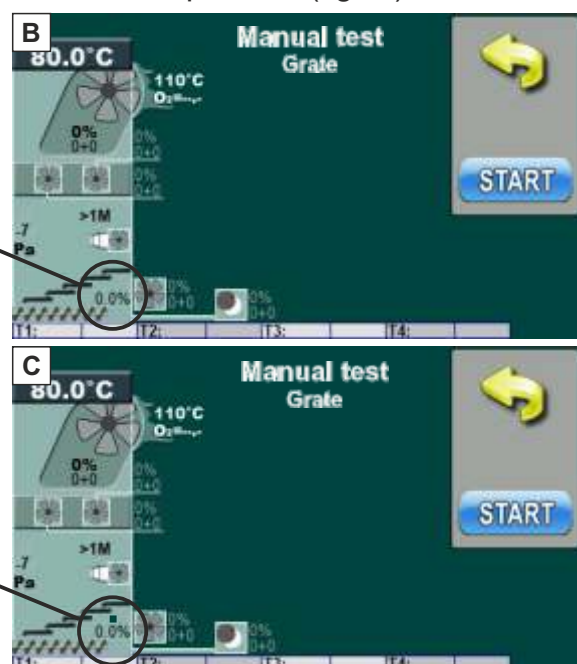 B
80.0°C
Manual test
Grate
110°C
O₂=--,-
0%
0+0
0%
0+0
0%
0+0
START
>1M
-7
Pa
0.0%
0%
0+0
0%
0+0
T1:
T2:
T3:
T4:
C
80.0°C
Manual test
Grate
110°C
O₂=--,-
0%
0+0
0%
0+0
0%
0+0
START
>1M
-7
Pa
0.0%
0%
0+0
0%
0+0
T1:
T2:
T3:
T4: